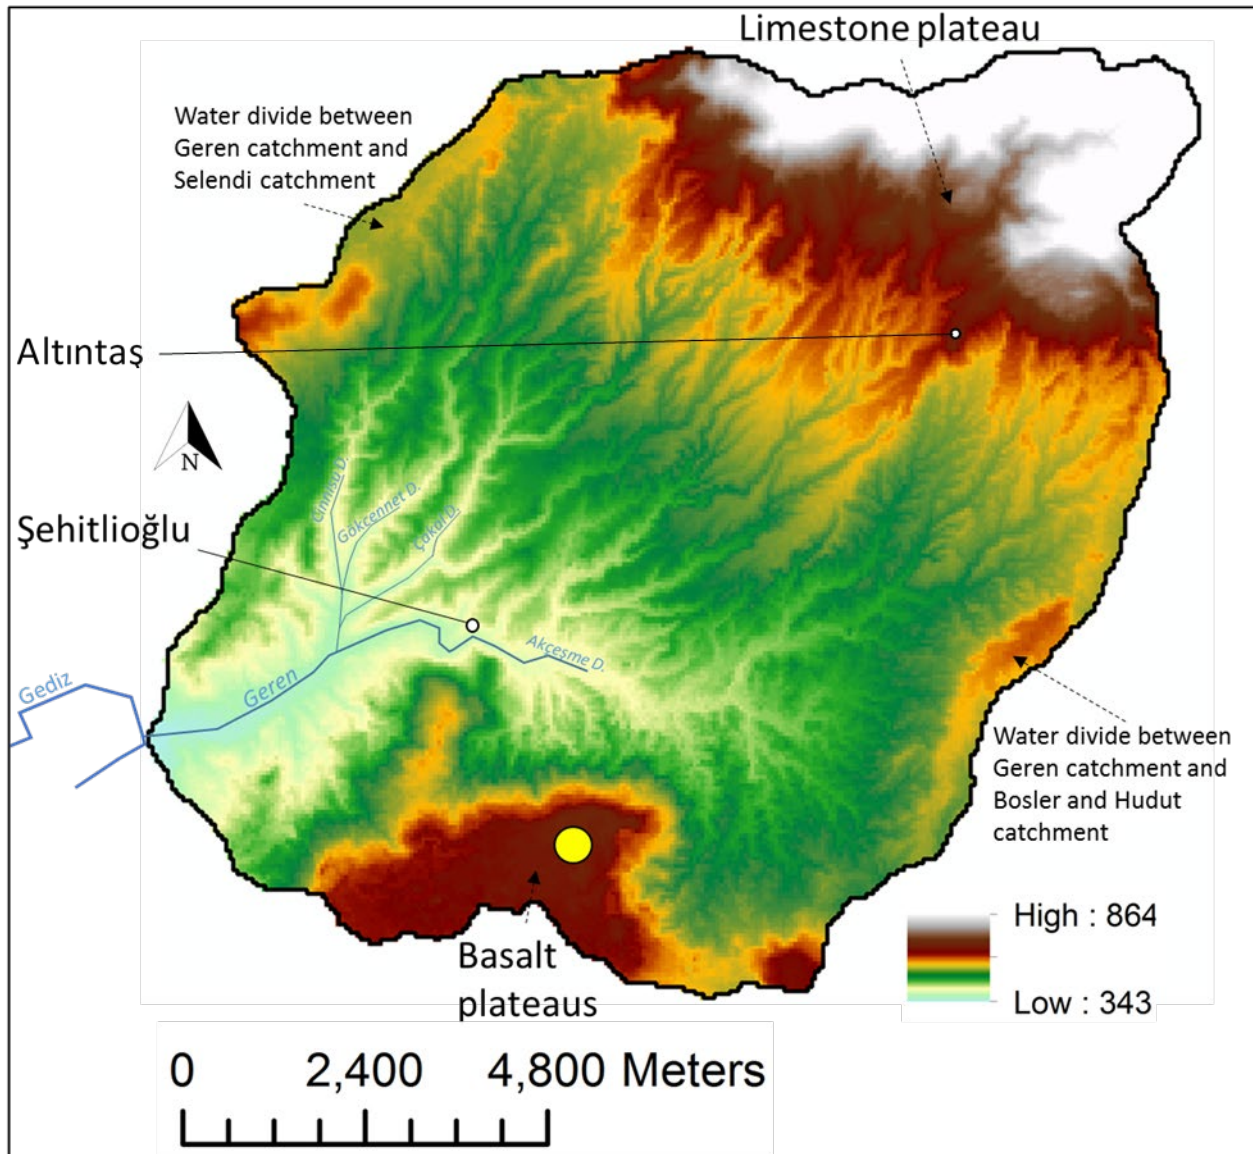 Limestone plateau
Water divide between
Geren catchment and
Selendi catchment
Altıntaş
N
Şehitlioğlu
Cinnisu D.
Gökcennet D.
Çakal D.
Akçeşme D.
Geren
Gediz
Water divide between
Geren catchment and
Bosler and Hudut
catchment
Basalt
plateaus
High : 864
Low : 343
0 2,400 4,800 Meters